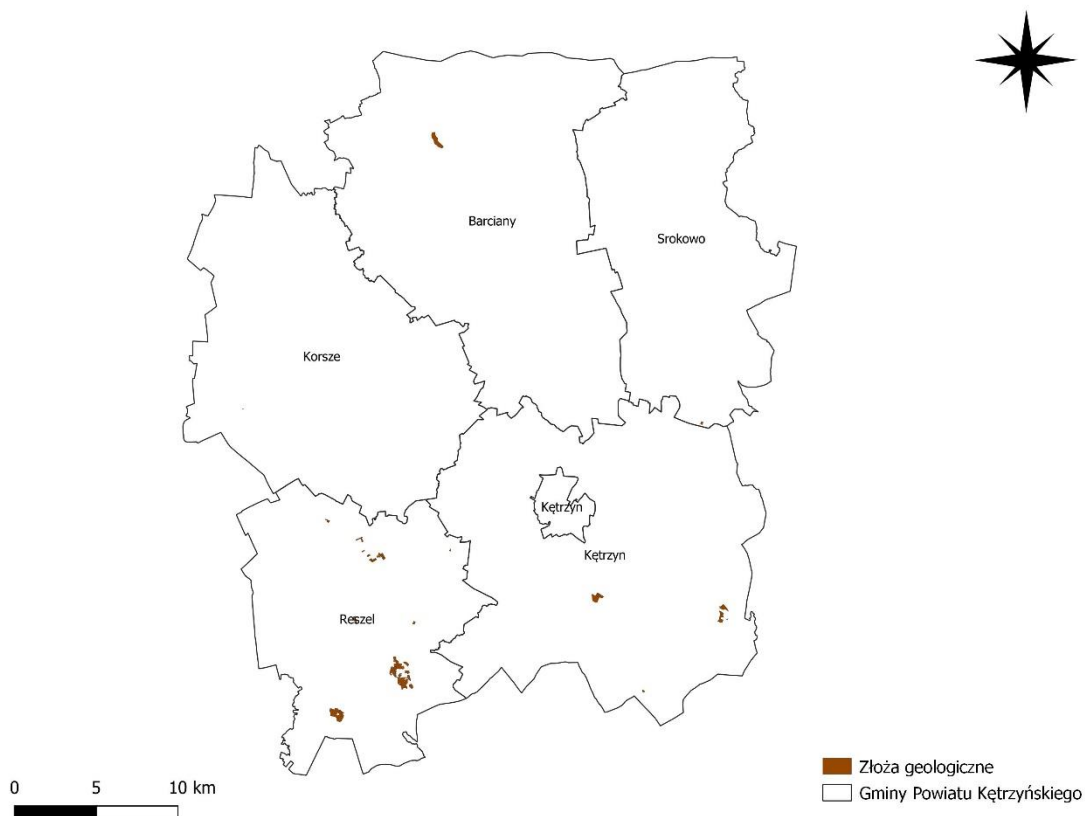 Barciany
Srokowo
Korsze
Kętrzyn
Kętrzyn
Reszel
Złoża geologiczne
Gminy Powiatu Kętrzyńskiego
0 5 10 km